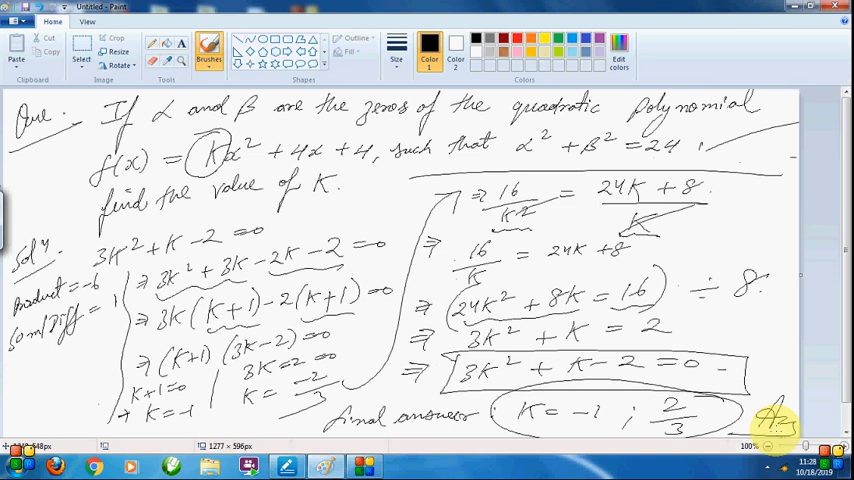 Untitled - Paint
Home View
Cut
Copy
Paste
Clipboard
Crop
Resize
Rotate
Select
Image
Tools
Brushes
Outline
Fill
Shapes
Size
Color 1
Color 2
Edit colors
Colors
Que. If α and β are the zeros of the quadratic polynomial
f(x) = Kx² + 4x + 4, such that α² + β² = 24,
find the value of K.
Solⁿ. 3K² + K - 2 = 0
Product = -6
Som/Diff = 1
⇒ 3K² + 3K - 2K - 2 = 0
⇒ 3K(K+1) - 2(K+1) = 0
⇒ (K+1) (3K-2) = 0
K+1=0
→ K = -1
3K=2=0
K = -2/3
⇒ 16/K² = 24K + 8/K
⇒ 16/K = 24K + 8
⇒ (24K² + 8K = 16) ÷ 8.
⇒ 3K² + K = 2
⇒ 3K² + K - 2 = 0 -
final answer. K = -1 ; 2/3 Ans
1277 × 596px
100%
11:28
10/18/2019